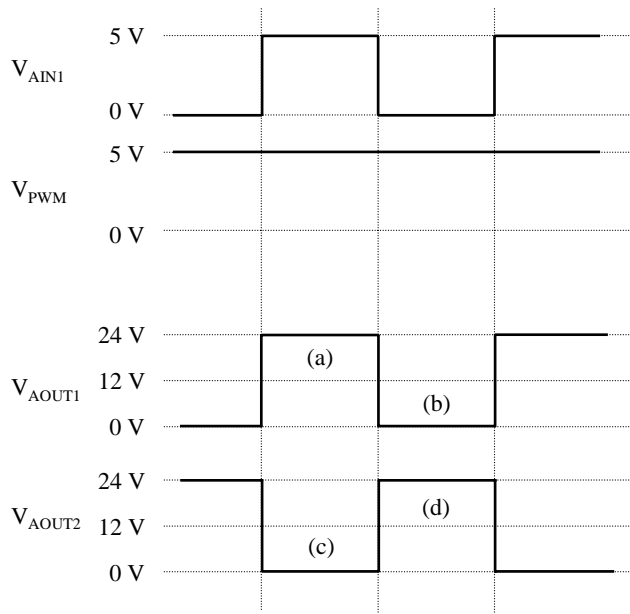 5 V
V_AIN1
0 V
5 V
V_PWM
0 V
24 V
(a)
12 V
V_AOUT1
(b)
0 V
24 V
(d)
V_AOUT2
12 V
(c)
0 V